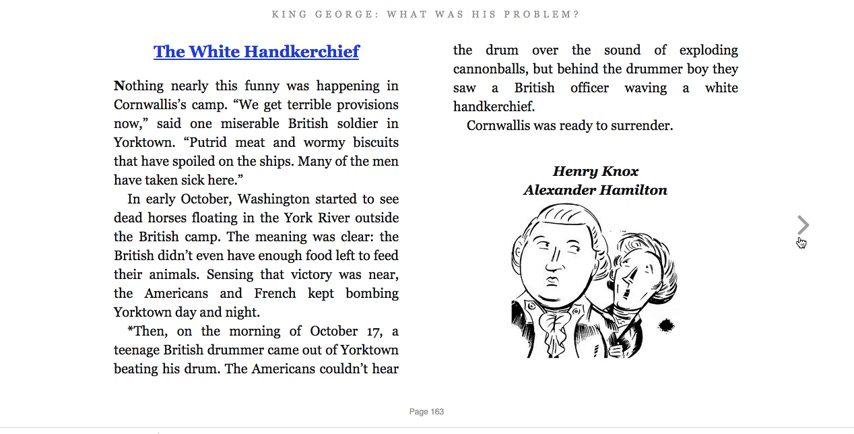 KING GEORGE: WHAT WAS HIS PROBLEM?
The White Handkerchief
Nothing nearly this funny was happening in
Cornwallis's camp. “We get terrible provisions
now,” said one miserable British soldier in
Yorktown. “Putrid meat and wormy biscuits
that have spoiled on the ships. Many of the men
have taken sick here.”
In early October, Washington started to see
dead horses floating in the York River outside
the British camp. The meaning was clear: the
British didn't even have enough food left to feed
their animals. Sensing that victory was near,
the Americans and French kept bombing
Yorktown day and night.
*Then, on the morning of October 17, a
teenage British drummer came out of Yorktown
beating his drum. The Americans couldn't hear
the drum over the sound of exploding
cannonballs, but behind the drummer boy they
saw a British officer waving a white
handkerchief.
Cornwallis was ready to surrender.
Henry Knox
Alexander Hamilton
Page 163